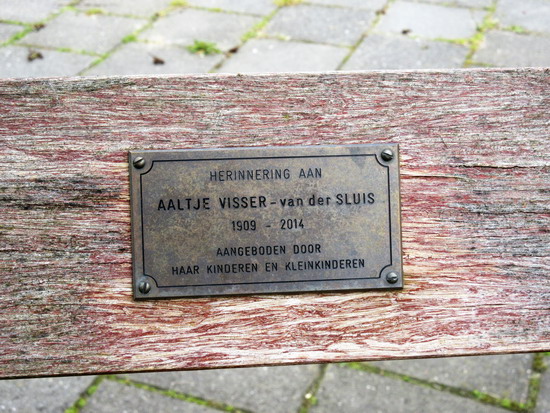 HERINNERING AAN
AALTJE VISSER - van der SLUIS
1909 - 2014
AANGEBODEN DOOR
HAAR KINDEREN EN KLEINKINDEREN